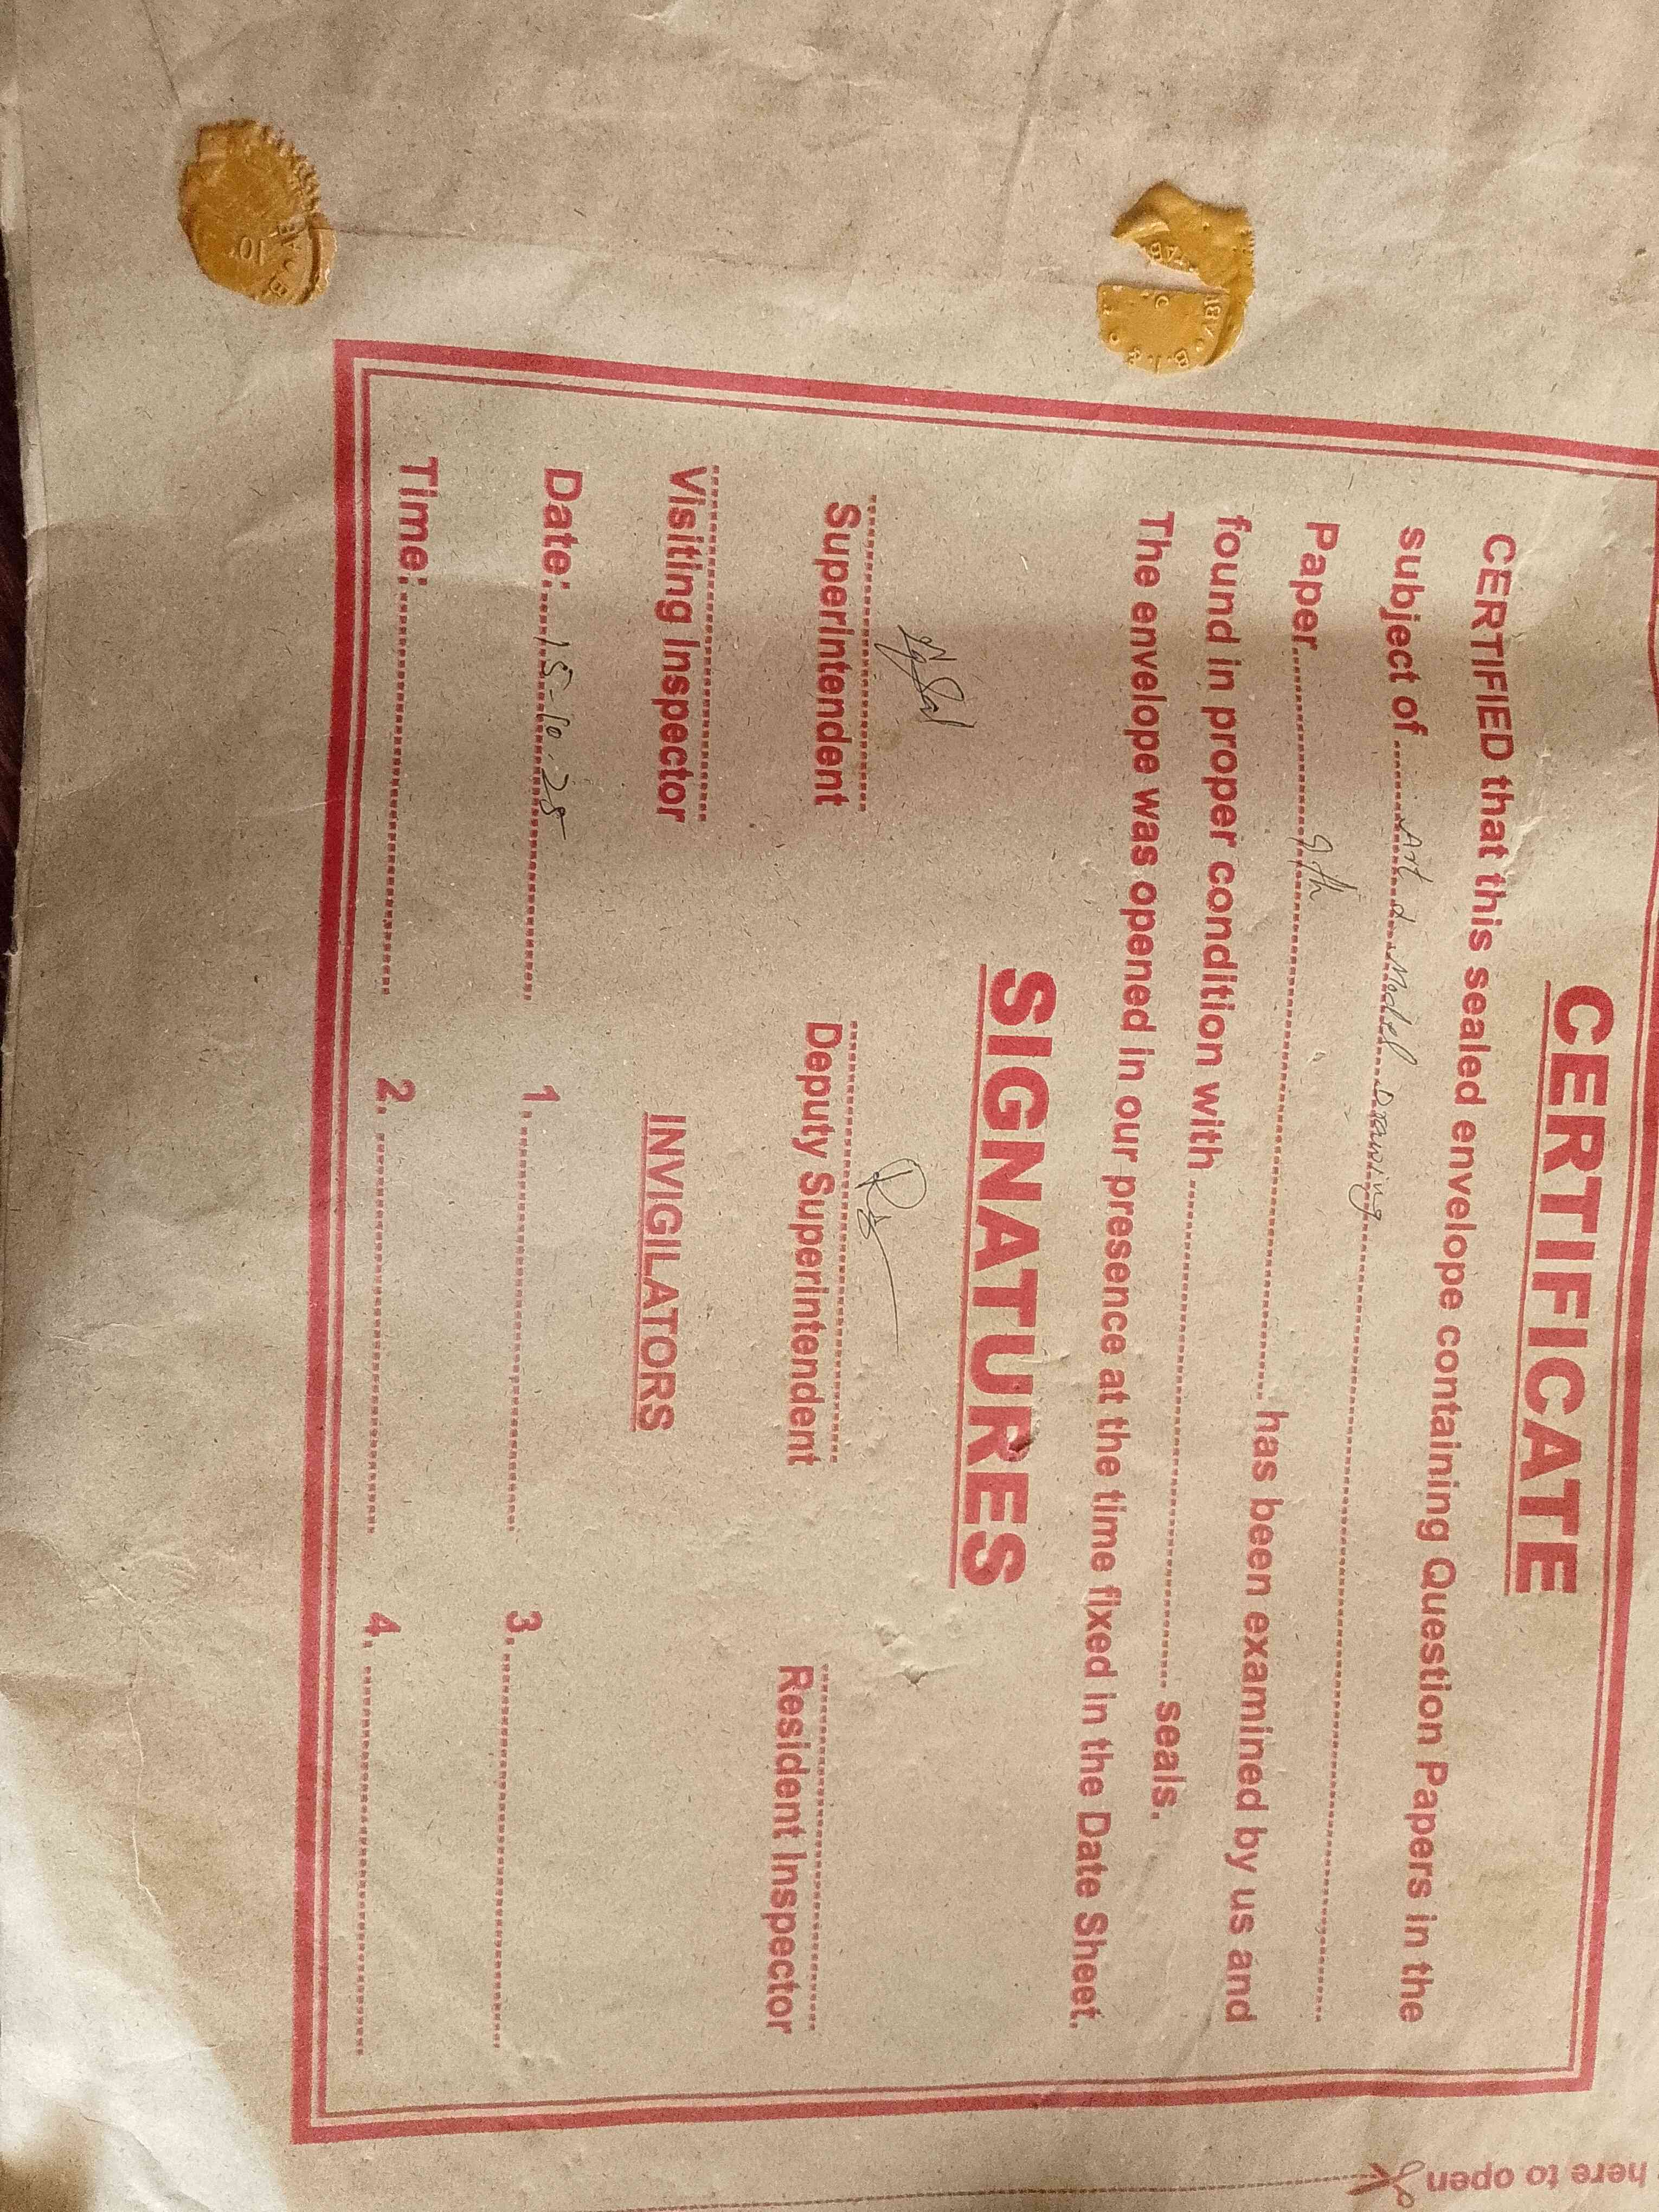 CERTIFICATE
CERTIFIED that this sealed envelope containing Question Papers in the
subject of Art & Model Drawing
Paper 9th has been examined by us and
found in proper condition with seals.
The envelope was opened in our presence at the time fixed in the Date Sheet.
SIGNATURES
Superintendent Deputy Superintendent Resident Inspector
Visiting Inspector INVIGILATORS
Date: 15-10.25 1. 3.
Time: 2. 4.
here to open